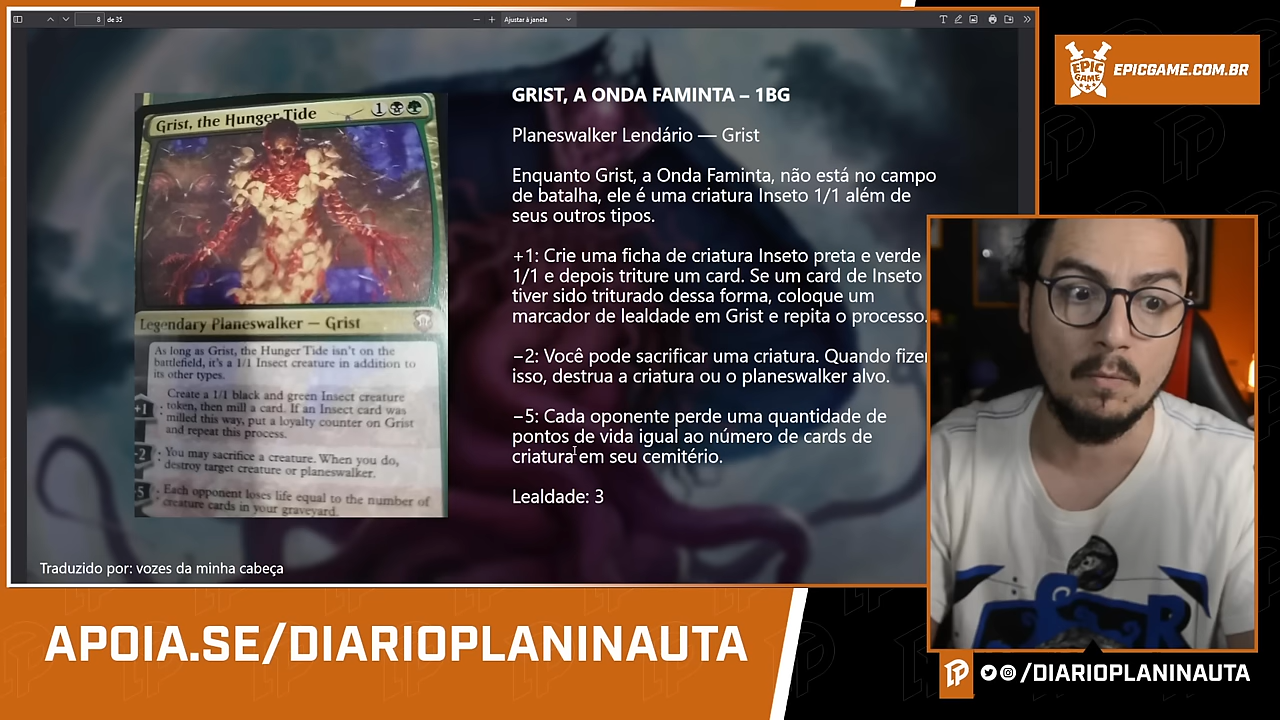 8 de 35
Ajustar à janela
EPIC
GAME
EPICGAME.COM.BR
Grist, the Hunger Tide 1
Legendary Planeswalker — Grist
As long as Grist, the Hunger Tide isn't on the
battlefield, it's a 1/1 Insect creature in addition to
its other types.
+1: Create a 1/1 black and green Insect creature
token, then mill a card. If an Insect card was
milled this way, put a loyalty counter on Grist
and repeat this process.
-2: You may sacrifice a creature. When you do,
destroy target creature or planeswalker.
-5: Each opponent loses life equal to the number of
creature cards in your graveyard.
GRIST, A ONDA FAMINTA – 1BG
Planeswalker Lendário — Grist
Enquanto Grist, a Onda Faminta, não está no campo
de batalha, ele é uma criatura Inseto 1/1 além de
seus outros tipos.
+1: Crie uma ficha de criatura Inseto preta e verde
1/1 e depois triture um card. Se um card de Inseto
tiver sido triturado dessa forma, coloque um
marcador de lealdade em Grist e repita o processo.
−2: Você pode sacrificar uma criatura. Quando fizer
isso, destrua a criatura ou o planeswalker alvo.
−5: Cada oponente perde uma quantidade de
pontos de vida igual ao número de cards de
criatura em seu cemitério.
Lealdade: 3
Traduzido por: vozes da minha cabeça
APOIA.SE/DIARIOPLANINAUTA
/DIARIOPLANINAUTA